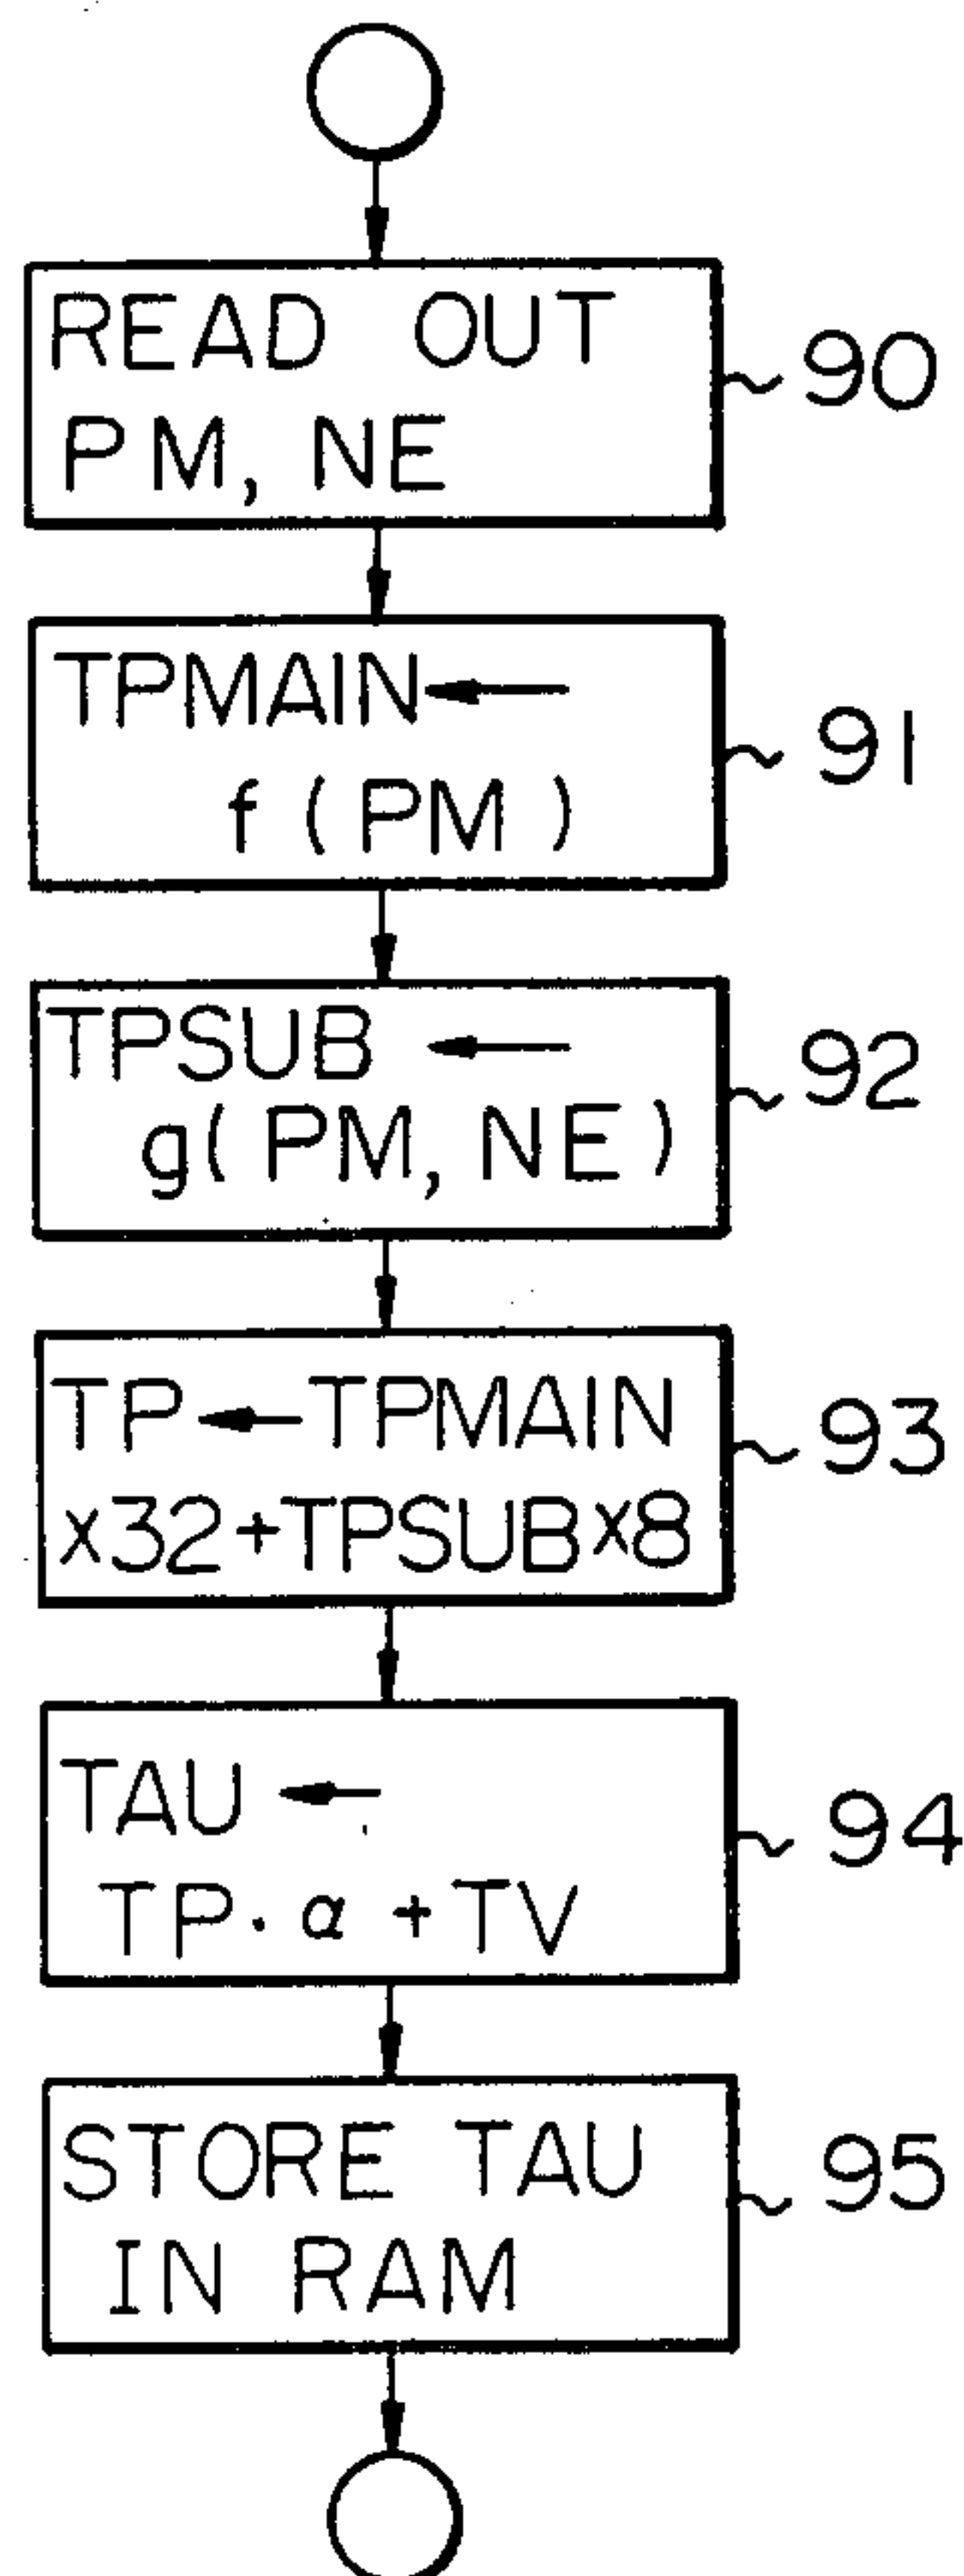 READ OUT
PM, NE
90
TPMAIN ←
f (PM)
91
TPSUB ←
g( PM, NE )
92
TP ← TPMAIN
x32+TPSUB x8
93
TAU ←
TP · α + TV
94
STORE TAU
IN RAM
95